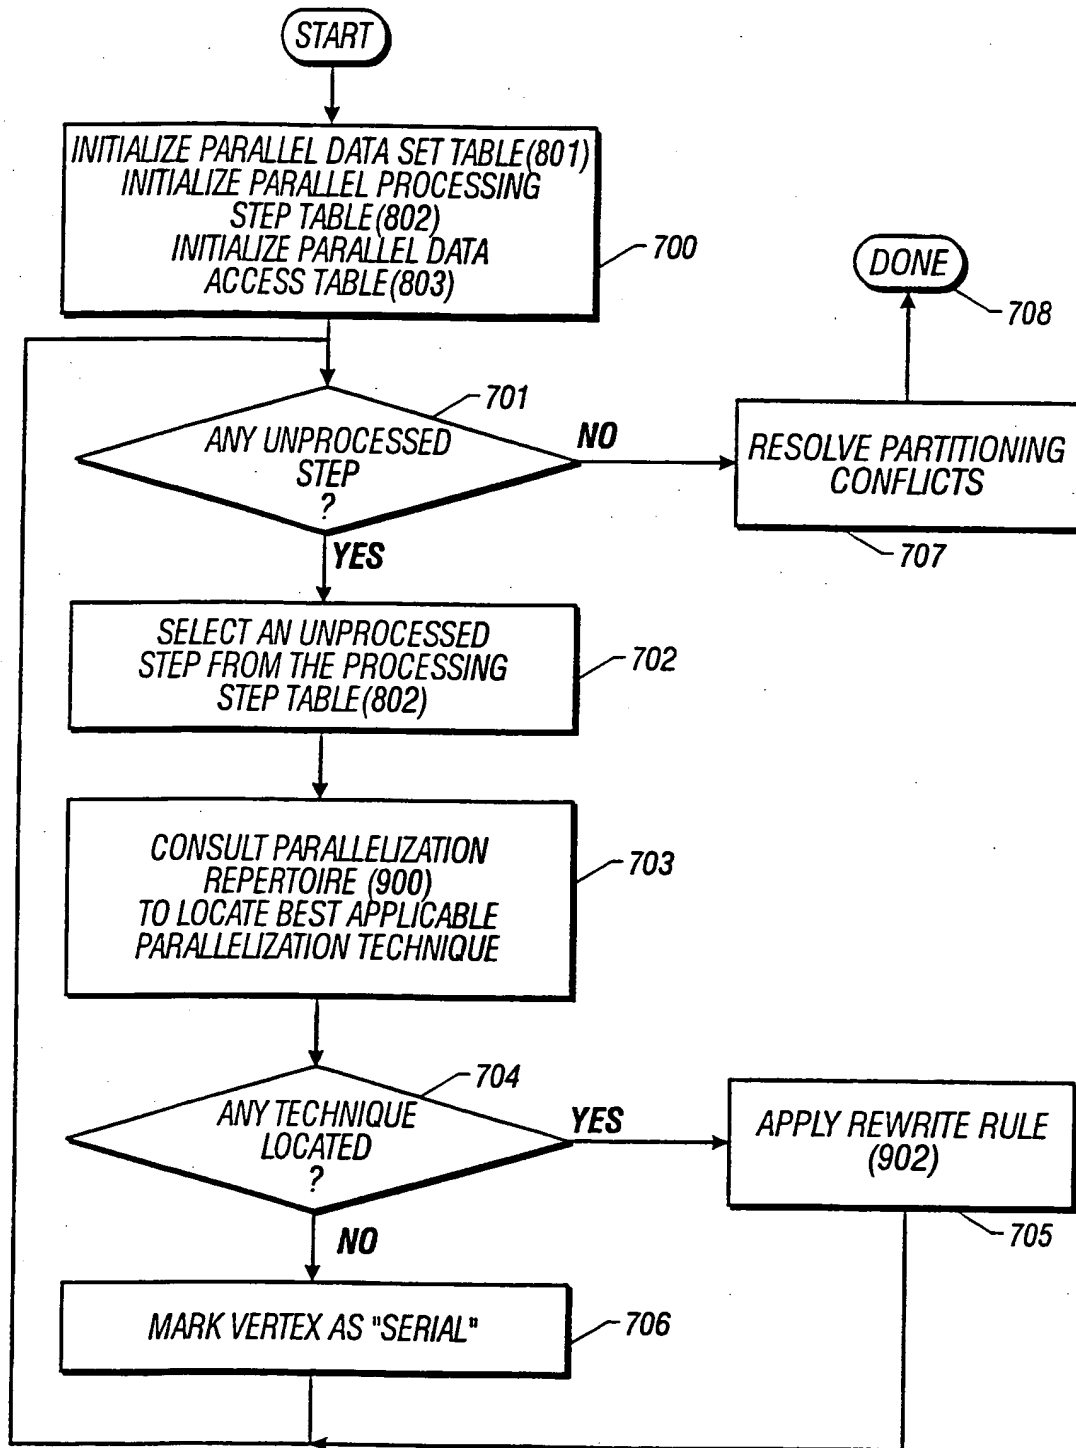 START
INITIALIZE PARALLEL DATA SET TABLE(801)
INITIALIZE PARALLEL PROCESSING
STEP TABLE(802)
INITIALIZE PARALLEL DATA
ACCESS TABLE(803)
700
DONE
708
701
ANY UNPROCESSED
STEP
?
NO
YES
RESOLVE PARTITIONING
CONFLICTS
707
SELECT AN UNPROCESSED
STEP FROM THE PROCESSING
STEP TABLE(802)
702
CONSULT PARALLELIZATION
REPERTOIRE (900)
TO LOCATE BEST APPLICABLE
PARALLELIZATION TECHNIQUE
703
704
ANY TECHNIQUE
LOCATED
?
YES
NO
APPLY REWRITE RULE
(902)
705
MARK VERTEX AS "SERIAL"
706